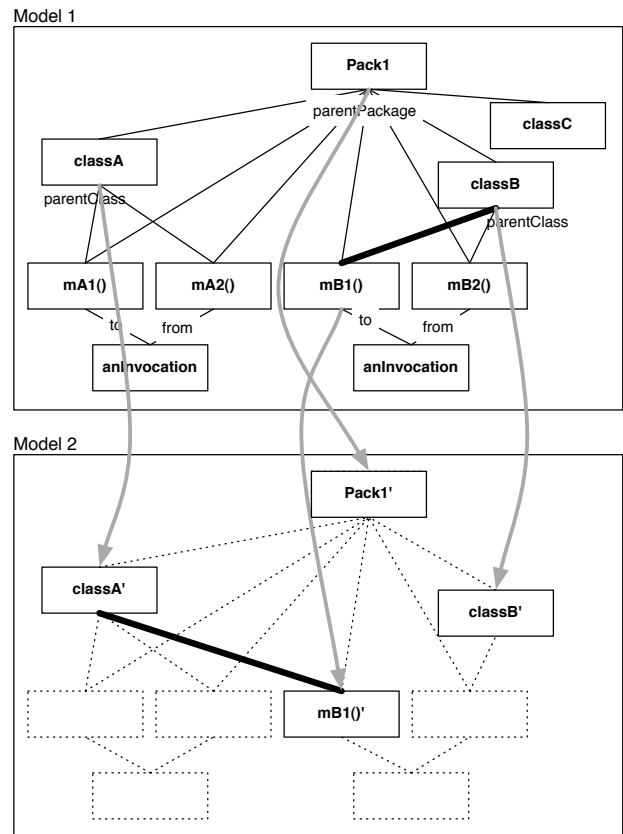 Model 1
Pack1
parentPackage
classC
classA
classB
parentClass
parentClass
mA1()
mA2()
mB1()
mB2()
to
from
to
from
anInvocation
anInvocation
Model 2
Pack1'
classA'
classB'
mB1()'